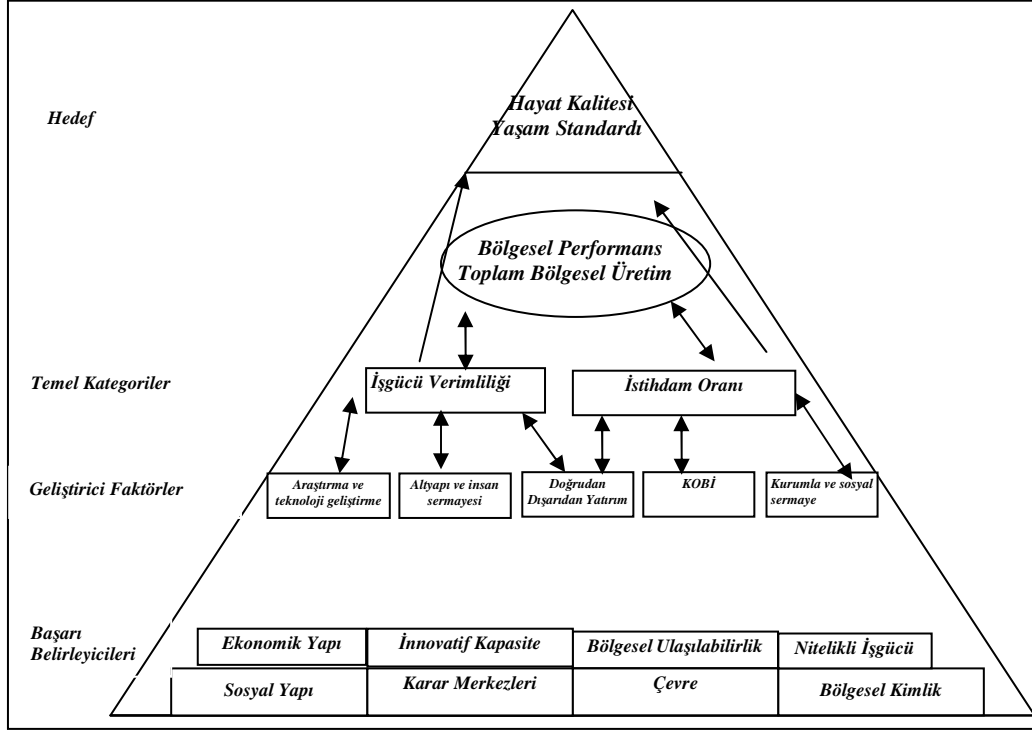 Hedef
Hayat Kalitesi
Yaşam Standardı
Bölgesel Performans
Toplam Bölgesel Üretim
Temel Kategoriler
İşgücü Verimliliği
İstihdam Oranı
Geliştirici Faktörler
Araştırma ve
teknoloji geliştirme
Altyapı ve insan
sermayesi
Doğrudan
Dışarıdan Yatırım
KOBİ
Kurumla ve sosyal
sermaye
Başarı
Belirleyicileri
Ekonomik Yapı
İnnovatif Kapasite
Bölgesel Ulaşılabilirlik
Nitelikli İşgücü
Sosyal Yapı
Karar Merkezleri
Çevre
Bölgesel Kimlik